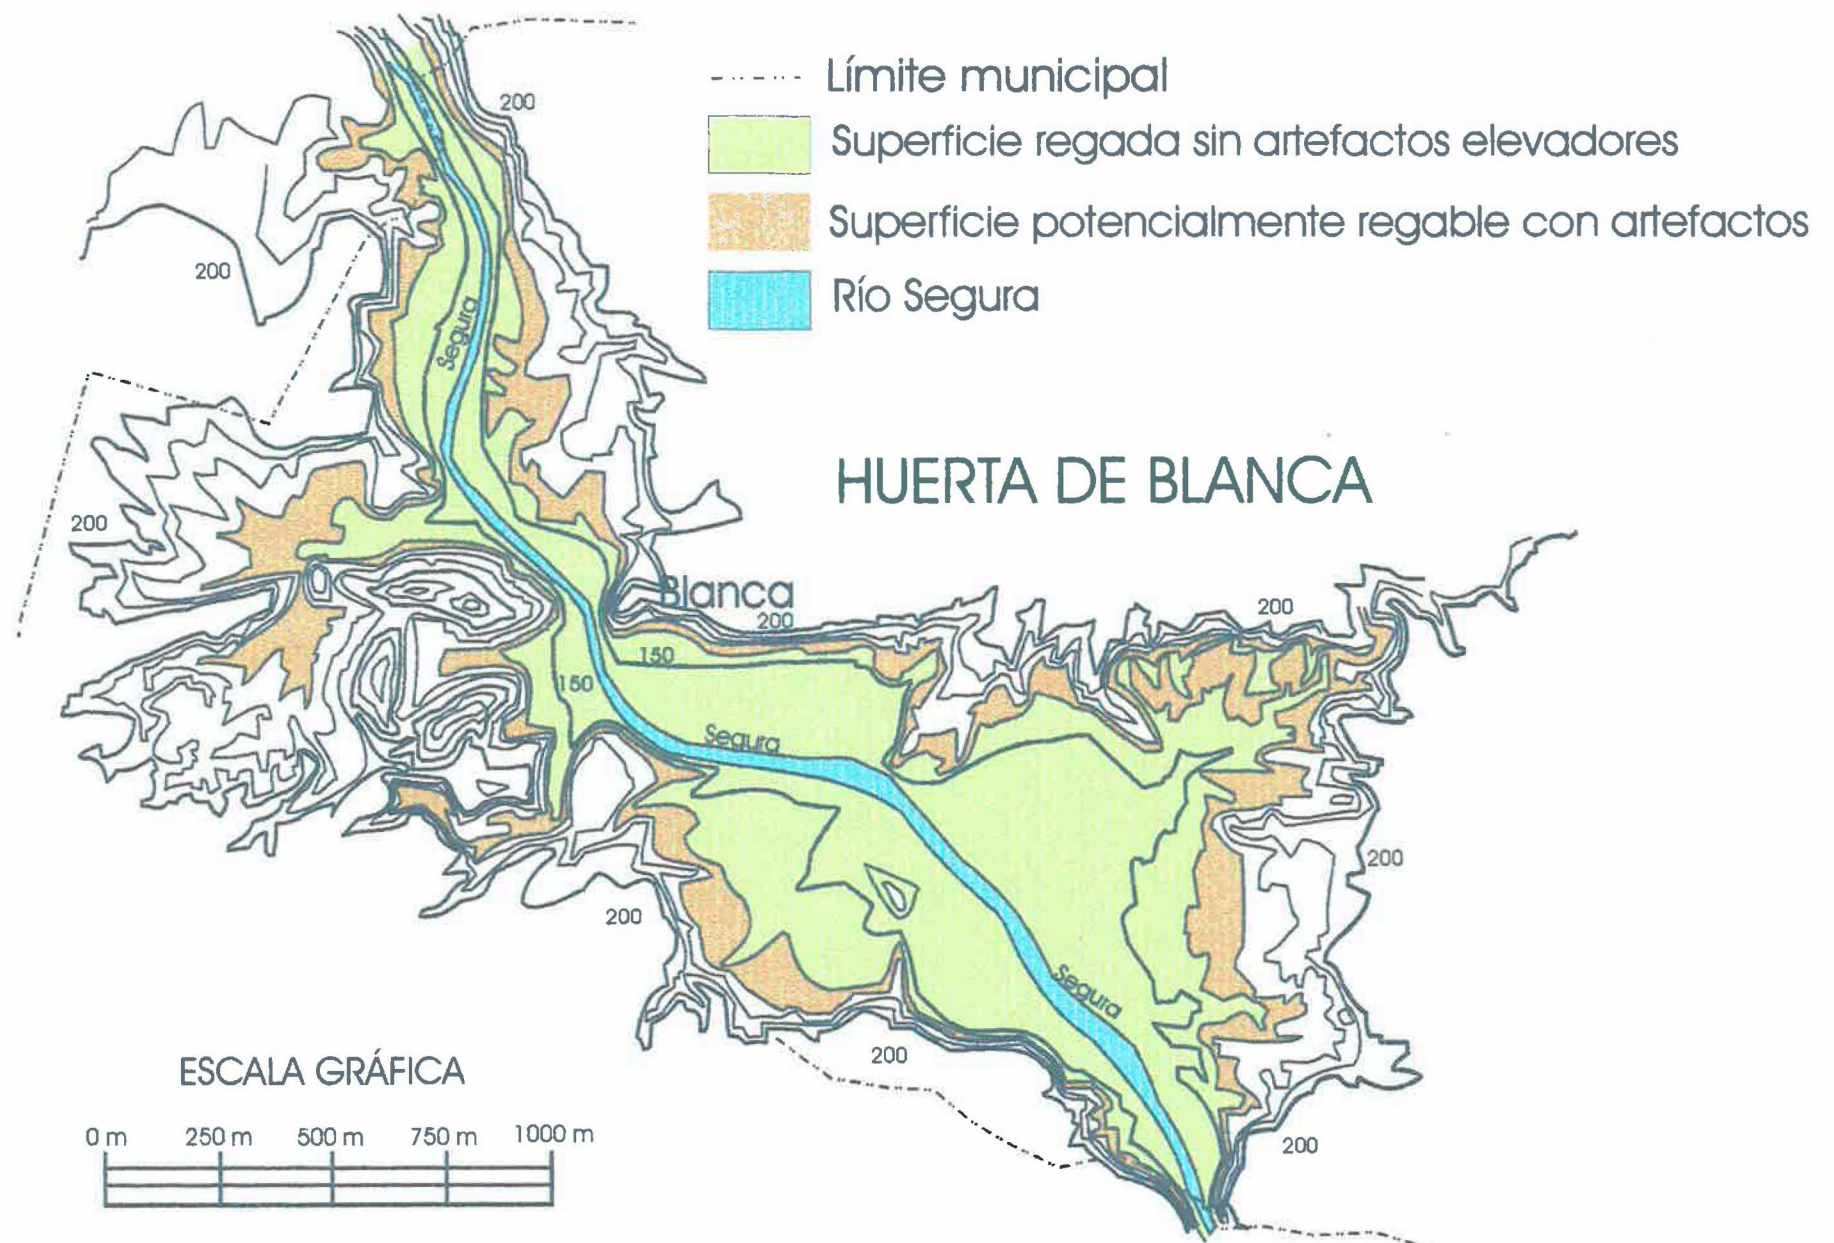 Límite municipal
Superficie regada sin artefactos elevadores
Superficie potencialmente regable con artefactos
Río Segura
200
200
Segura
HUERTA DE BLANCA
200
Blanca
200
200
150
150
Segura
200
200
Segura
200
ESCALA GRÁFICA
0 m 250 m 500 m 750 m 1000 m
200